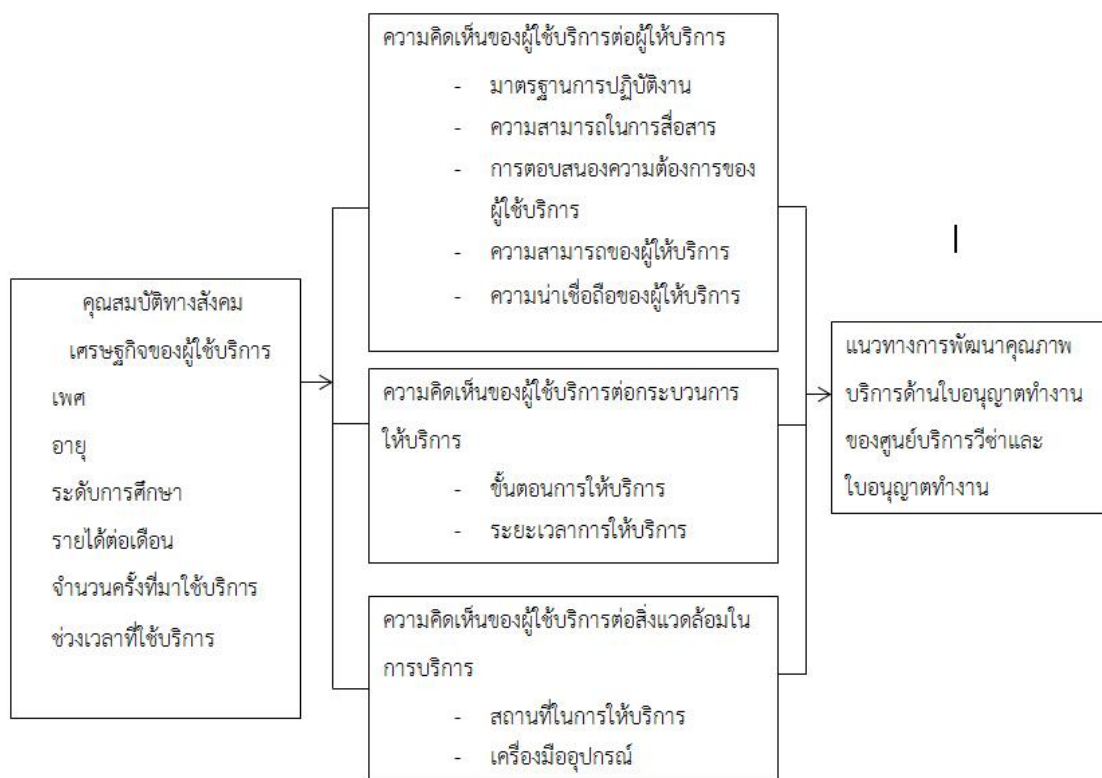 คุณสมบัติทางสังคม
เศรษฐกิจของผู้ใช้บริการ
เพศ
อายุ
ระดับการศึกษา
รายได้ต่อเดือน
จำนวนครั้งที่มาใช้บริการ
ช่วงเวลาที่ใช้บริการ
ความคิดเห็นของผู้ใช้บริการต่อผู้ให้บริการ
- มาตรฐานการปฏิบัติงาน
- ความสามารถในการสื่อสาร
- การตอบสนองความต้องการของ
ผู้ใช้บริการ
- ความสามารถของผู้ให้บริการ
- ความน่าเชื่อถือของผู้ให้บริการ
ความคิดเห็นของผู้ใช้บริการต่อกระบวนการ
ให้บริการ
- ขั้นตอนการให้บริการ
- ระยะเวลาการให้บริการ
ความคิดเห็นของผู้ใช้บริการต่อสิ่งแวดล้อมใน
การบริการ
- สถานที่ในการให้บริการ
- เครื่องมืออุปกรณ์
แนวทางการพัฒนาคุณภาพ
บริการด้านใบอนุญาตทำงาน
ของศูนย์บริการวีซ่าและ
ใบอนุญาตทำงาน